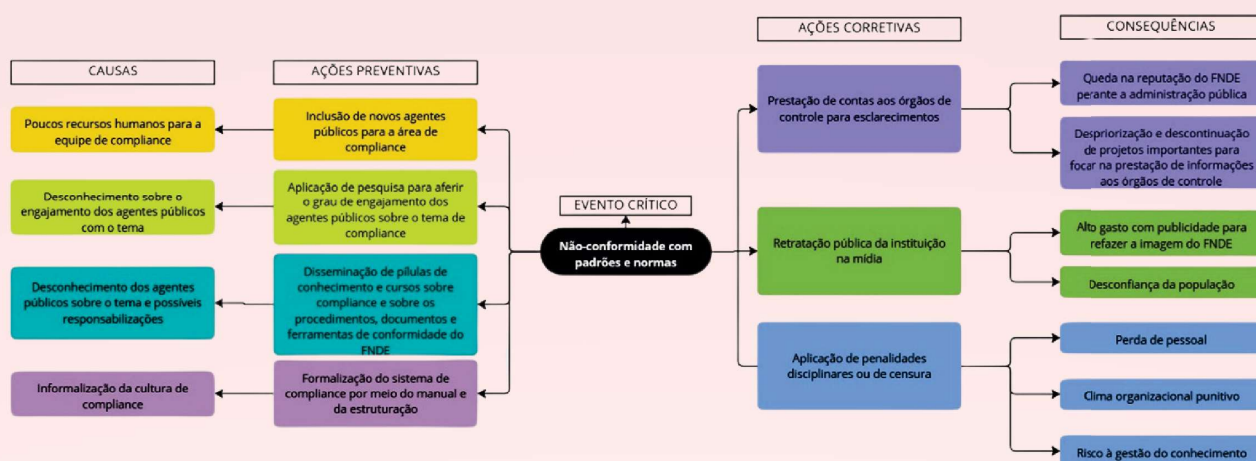 CAUSAS
AÇÕES PREVENTIVAS
Poucos recursos humanos para a
equipe de compliance
Inclusão de novos agentes
públicos para a área de
compliance
Desconhecimento sobre o
engajamento dos agentes públicos
com o tema
Aplicação de pesquisa para aferir
o grau de engajamento dos
agentes públicos sobre o tema de
compliance
Desconhecimento dos agentes
públicos sobre o tema e possíveis
responsabilizações
Disseminação de pílulas de
conhecimento e cursos sobre
compliance e sobre os
procedimentos, documentos e
ferramentas de conformidade do
FNDE
Informalização da cultura de
compliance
Formalização do sistema de
compliance por meio do manual e
da estruturação
EVENTO CRÍTICO
Não-conformidade com
padrões e normas
AÇÕES CORRETIVAS
CONSEQUÊNCIAS
Prestação de contas aos órgãos de
controle para esclarecimentos
Queda na reputação do FNDE
perante a administração pública
Despriorização e descontinuação
de projetos importantes para
focar na prestação de informações
aos órgãos de controle
Retratação pública da instituição
na mídia
Alto gasto com publicidade para
refazer a imagem do FNDE
Desconfiança da população
Aplicação de penalidades
disciplinares ou de censura
Perda de pessoal
Clima organizacional punitivo
Risco à gestão do conhecimento